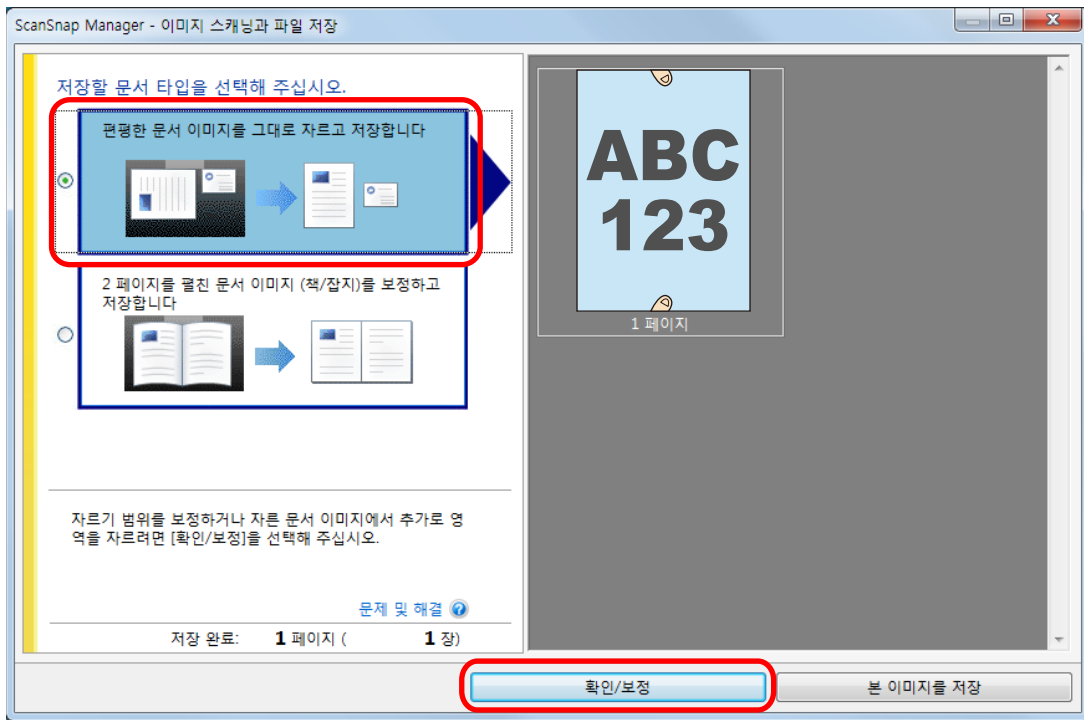 ScanSnap Manager - 이미지 스캐닝과 파일 저장
저장할 문서 타입을 선택해 주십시오.
편평한 문서 이미지를 그대로 자르고 저장합니다
2 페이지를 펼친 문서 이미지 (책/잡지)를 보정하고
저장합니다
자르기 범위를 보정하거나 자른 문서 이미지에서 추가로 영
역을 자르려면 [확인/보정]을 선택해 주십시오.
문제 및 해결 ?
저장 완료: 1 페이지 ( 1 장)
ABC
123
1 페이지
확인/보정
본 이미지를 저장